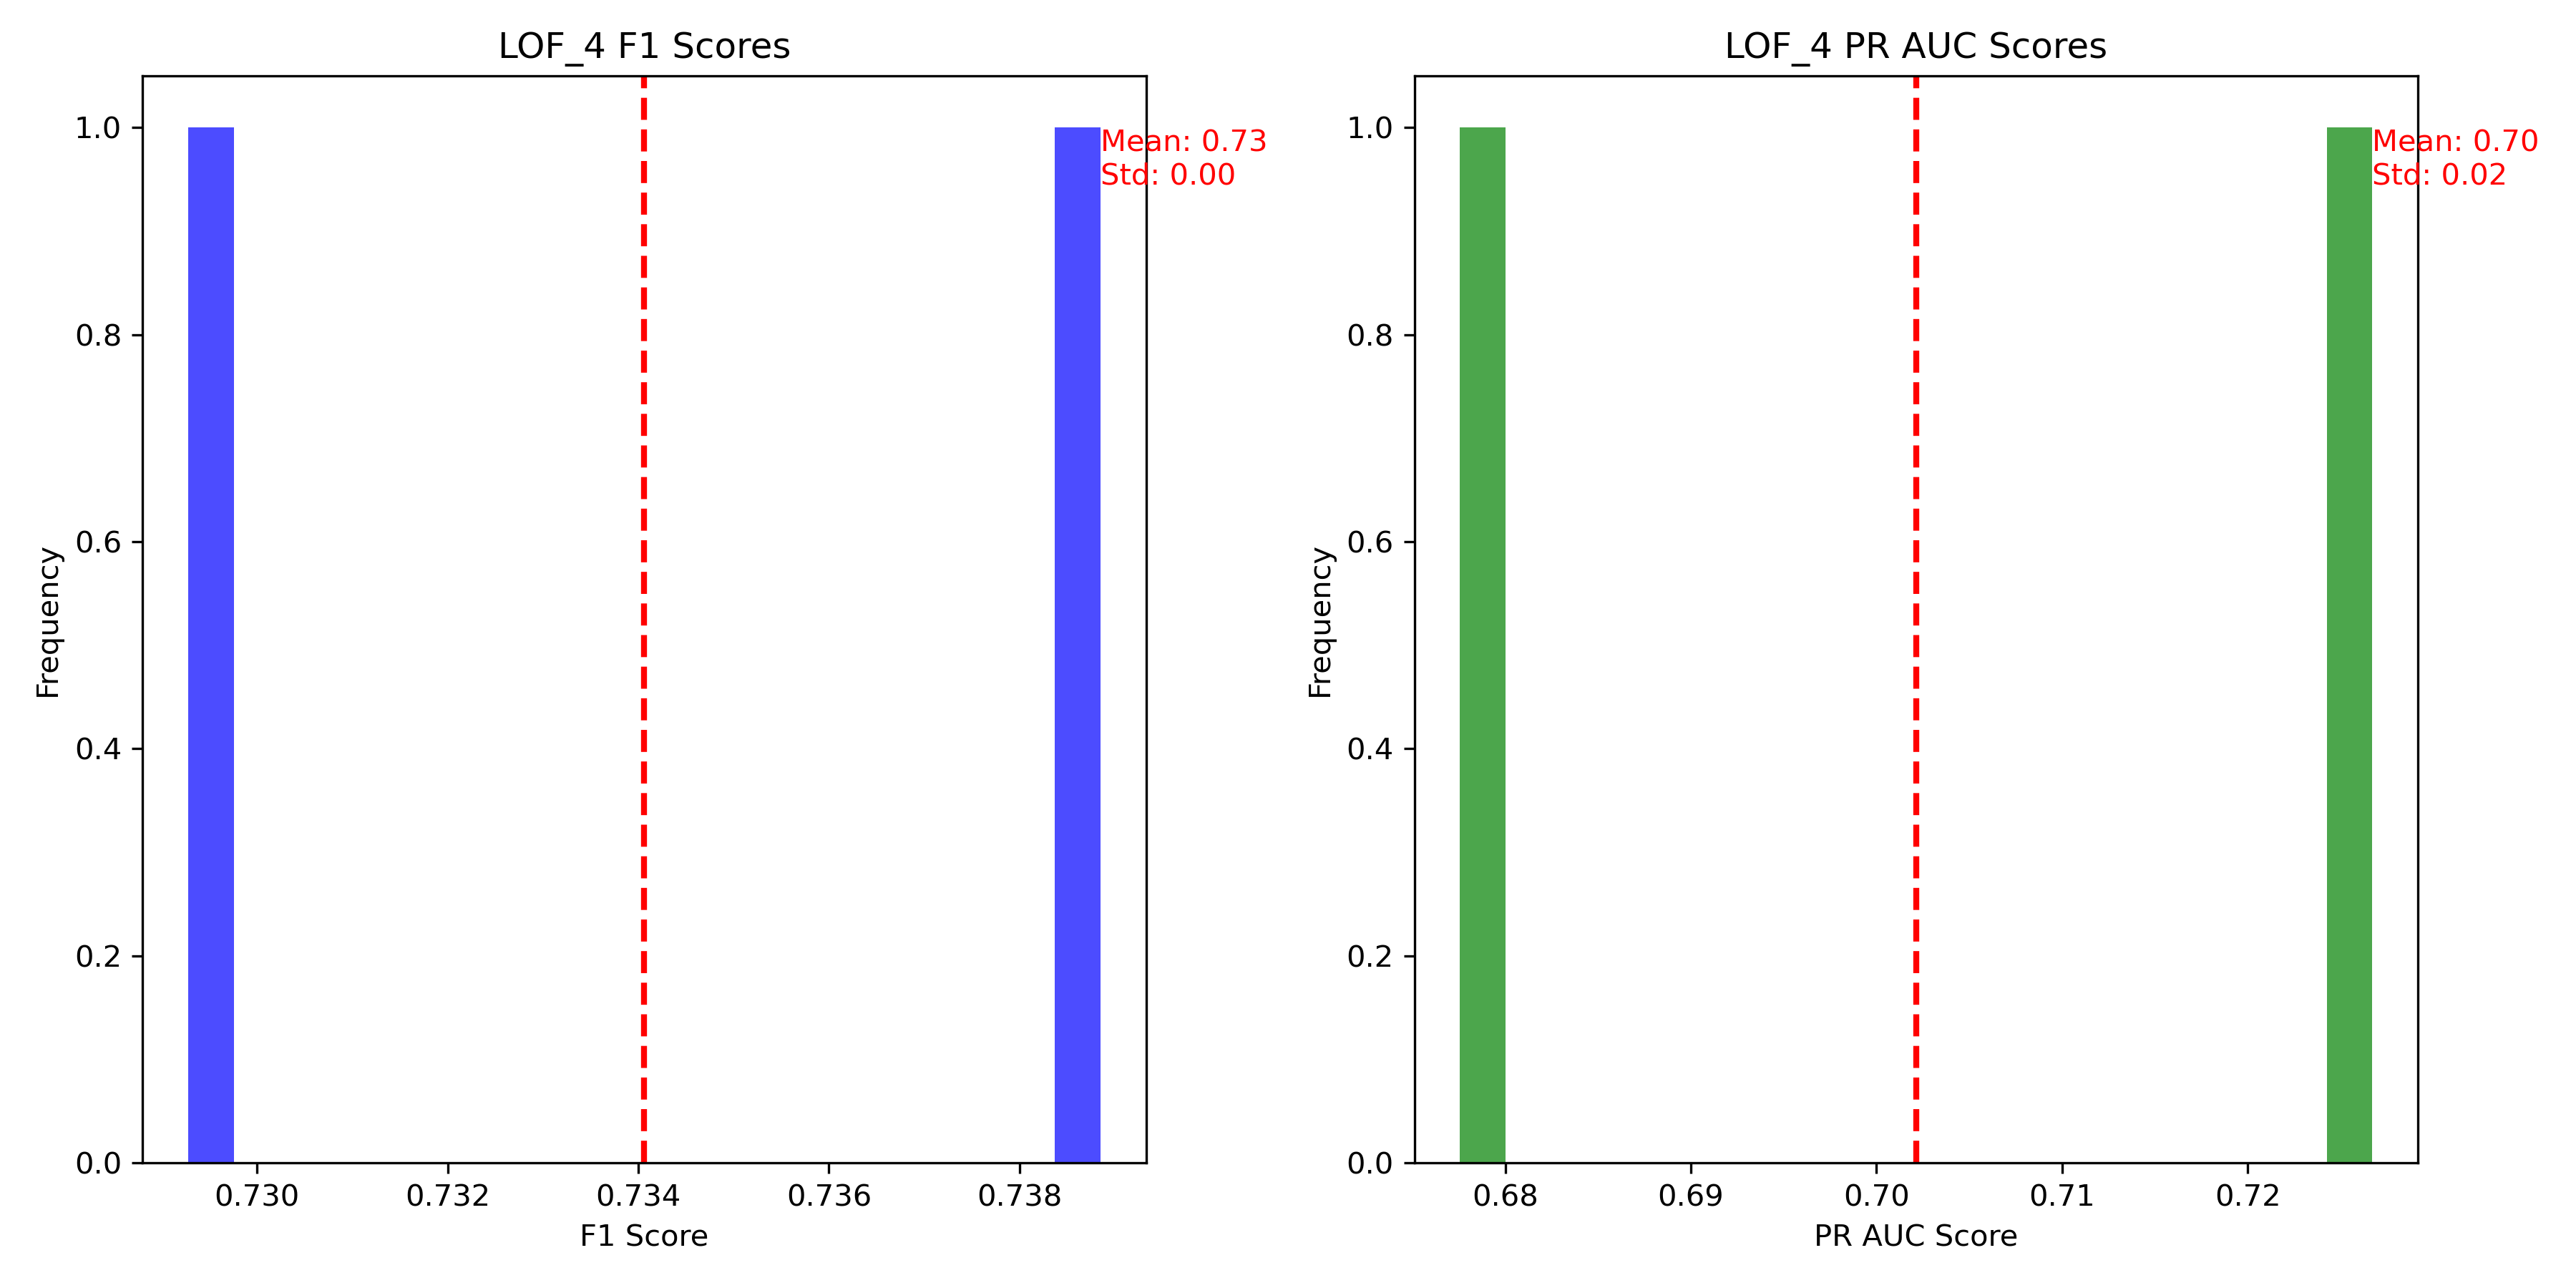 LOF_4 F1 Scores
1.0
0.8
0.6
0.4
0.2
0.0
Frequency
Mean: 0.73
Std: 0.00
0.730 0.732 0.734 0.736 0.738
F1 Score
LOF_4 PR AUC Scores
1.0
0.8
0.6
0.4
0.2
0.0
Frequency
Mean: 0.70
Std: 0.02
0.68 0.69 0.70 0.71 0.72
PR AUC Score